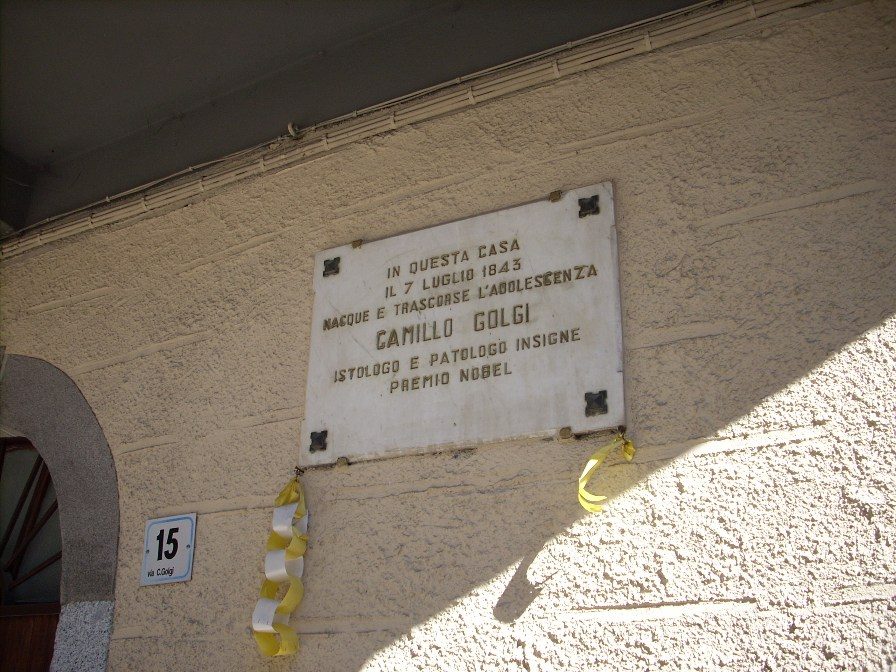 IN QUESTA CASA
IL 7 LUGLIO 1843
NACQUE E TRASCORSE L'ADOLESCENZA
CAMILLO GOLGI
ISTOLOGO E PATOLOGO INSIGNE
PREMIO NOBEL
15
via C.Golgi